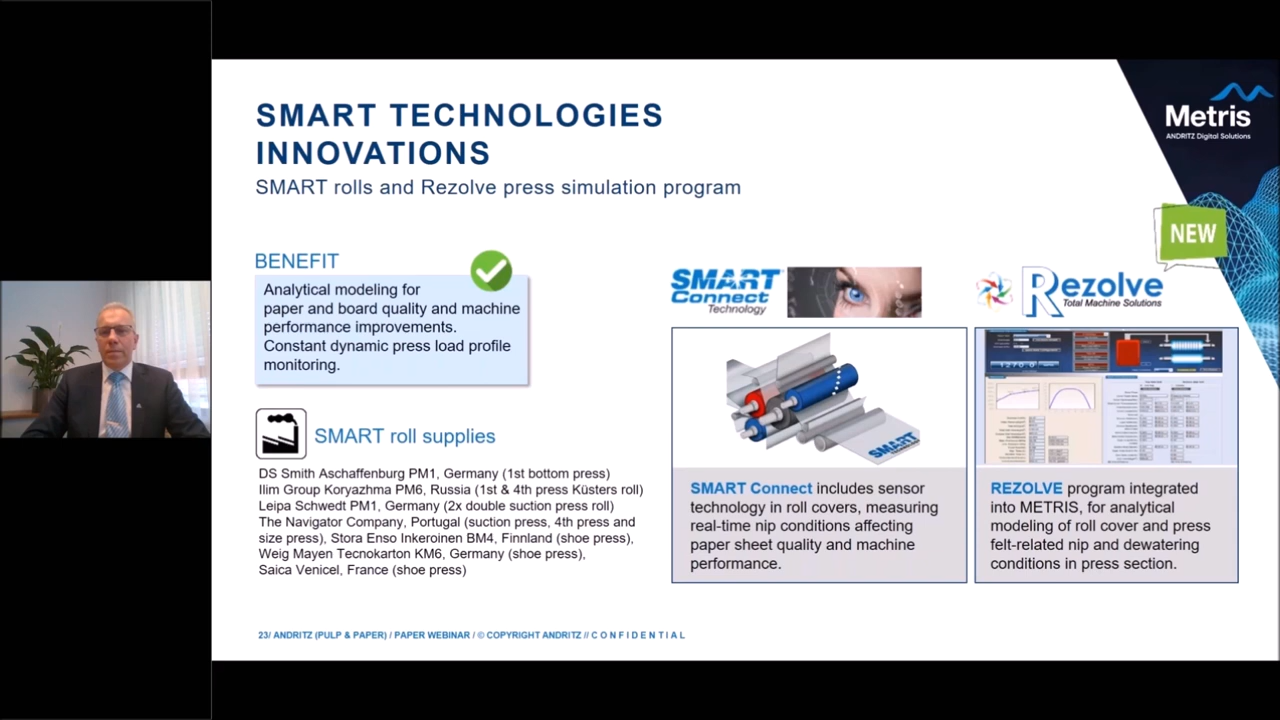 SMART TECHNOLOGIES
INNOVATIONS
SMART rolls and Rezolve press simulation program
Metris
ANDRITZ Digital Solutions
NEW
BENEFIT
Analytical modeling for
paper and board quality and machine
performance improvements.
Constant dynamic press load profile
monitoring.
SMART roll supplies
DS Smith Aschaffenburg PM1, Germany (1st bottom press)
Ilim Group Koryazhma PM6, Russia (1st & 4th press Küsters roll)
Leipa Schwedt PM1, Germany (2x double suction press roll)
The Navigator Company, Portugal (suction press, 4th press and
size press), Stora Enso Inkeroinen BM4, Finnland (shoe press),
Weig Mayen Tecnokarton KM6, Germany (shoe press),
Saica Venicel, France (shoe press)
SMART
Connect
Technology
SMART
SMART Connect includes sensor
technology in roll covers, measuring
real-time nip conditions affecting
paper sheet quality and machine
performance.
Rezolve
Total Machine Solutions
REZOLVE program integrated
into METRIS, for analytical
modeling of roll cover and press
felt-related nip and dewatering
conditions in press section.
23/ ANDRITZ (PULP & PAPER) / PAPER WEBINAR / © COPYRIGHT ANDRITZ // CONFIDENTIAL